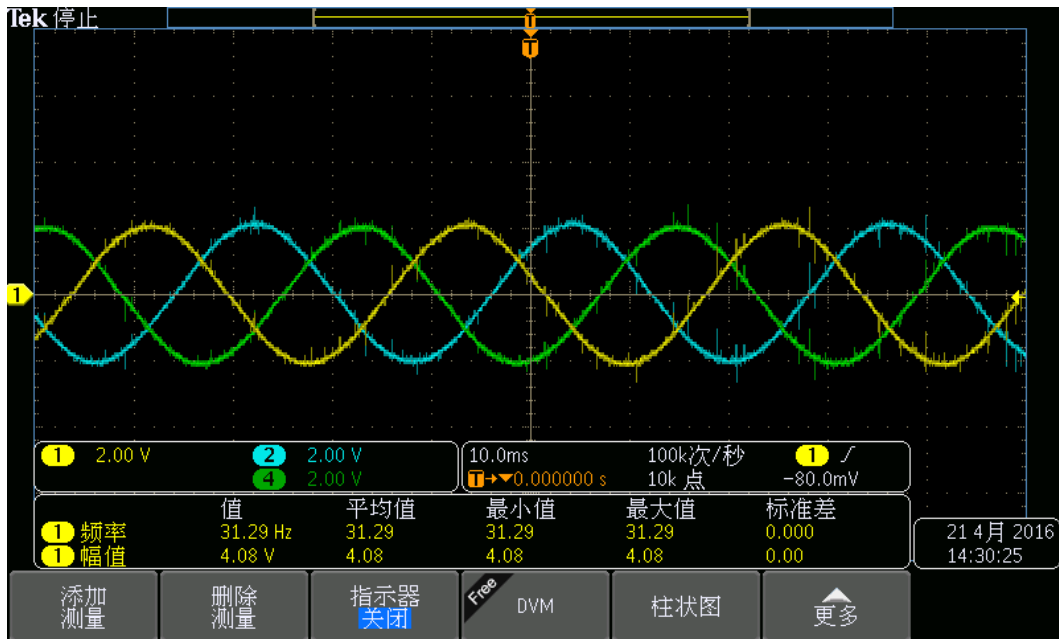 Tek 停止
T
T
1
1 2.00 V 2 2.00 V 10.0ms 100k次/秒 1 /
4 2.00 V T→▼0.000000 s 10k 点 −80.0mV
值 平均值 最小值 最大值 标准差
1 频率 31.29 Hz 31.29 31.29 31.29 0.000
1 幅值 4.08 V 4.08 4.08 4.08 0.00
21 4月 2016
14:30:25
添加
测量
删除
测量
指示器
关闭
Free
DVM
柱状图
更多